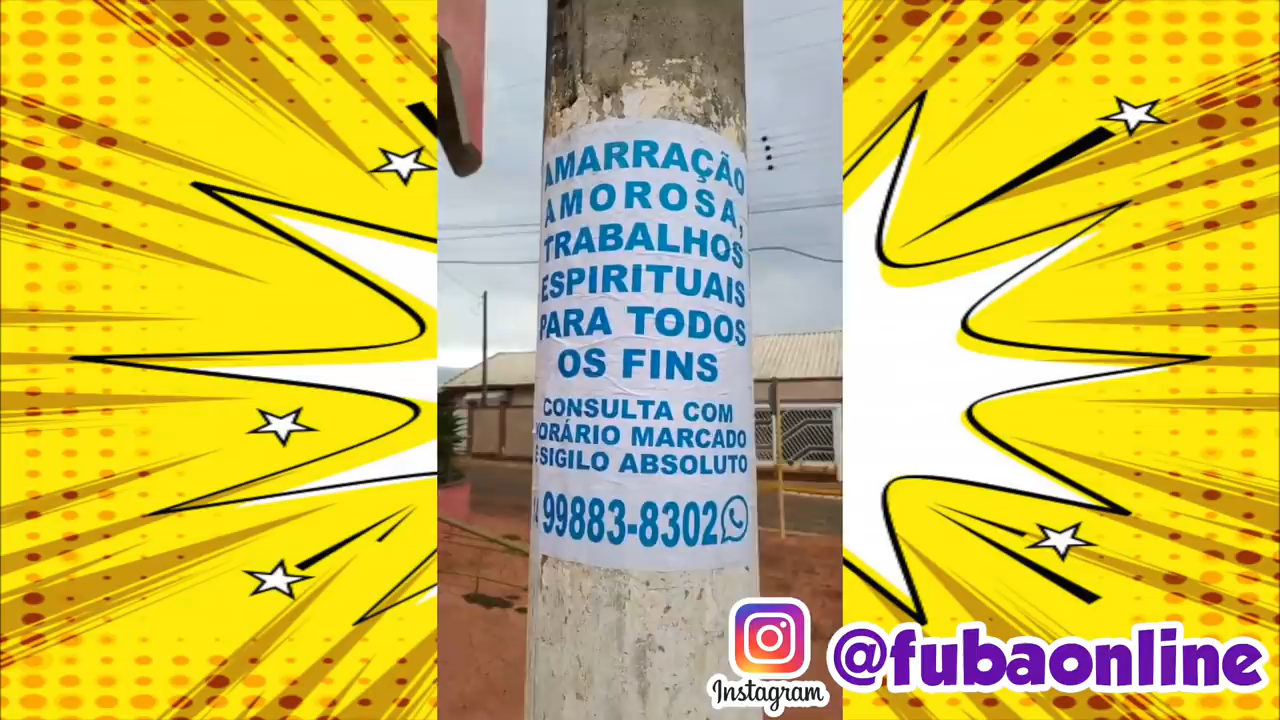 AMARRAÇÃO
AMOROSA,
TRABALHOS
ESPIRITUAIS
PARA TODOS
OS FINS
CONSULTA COM
HORÁRIO MARCADO
E SIGILO ABSOLUTO
99883-8302
Instagram
@fubaonline